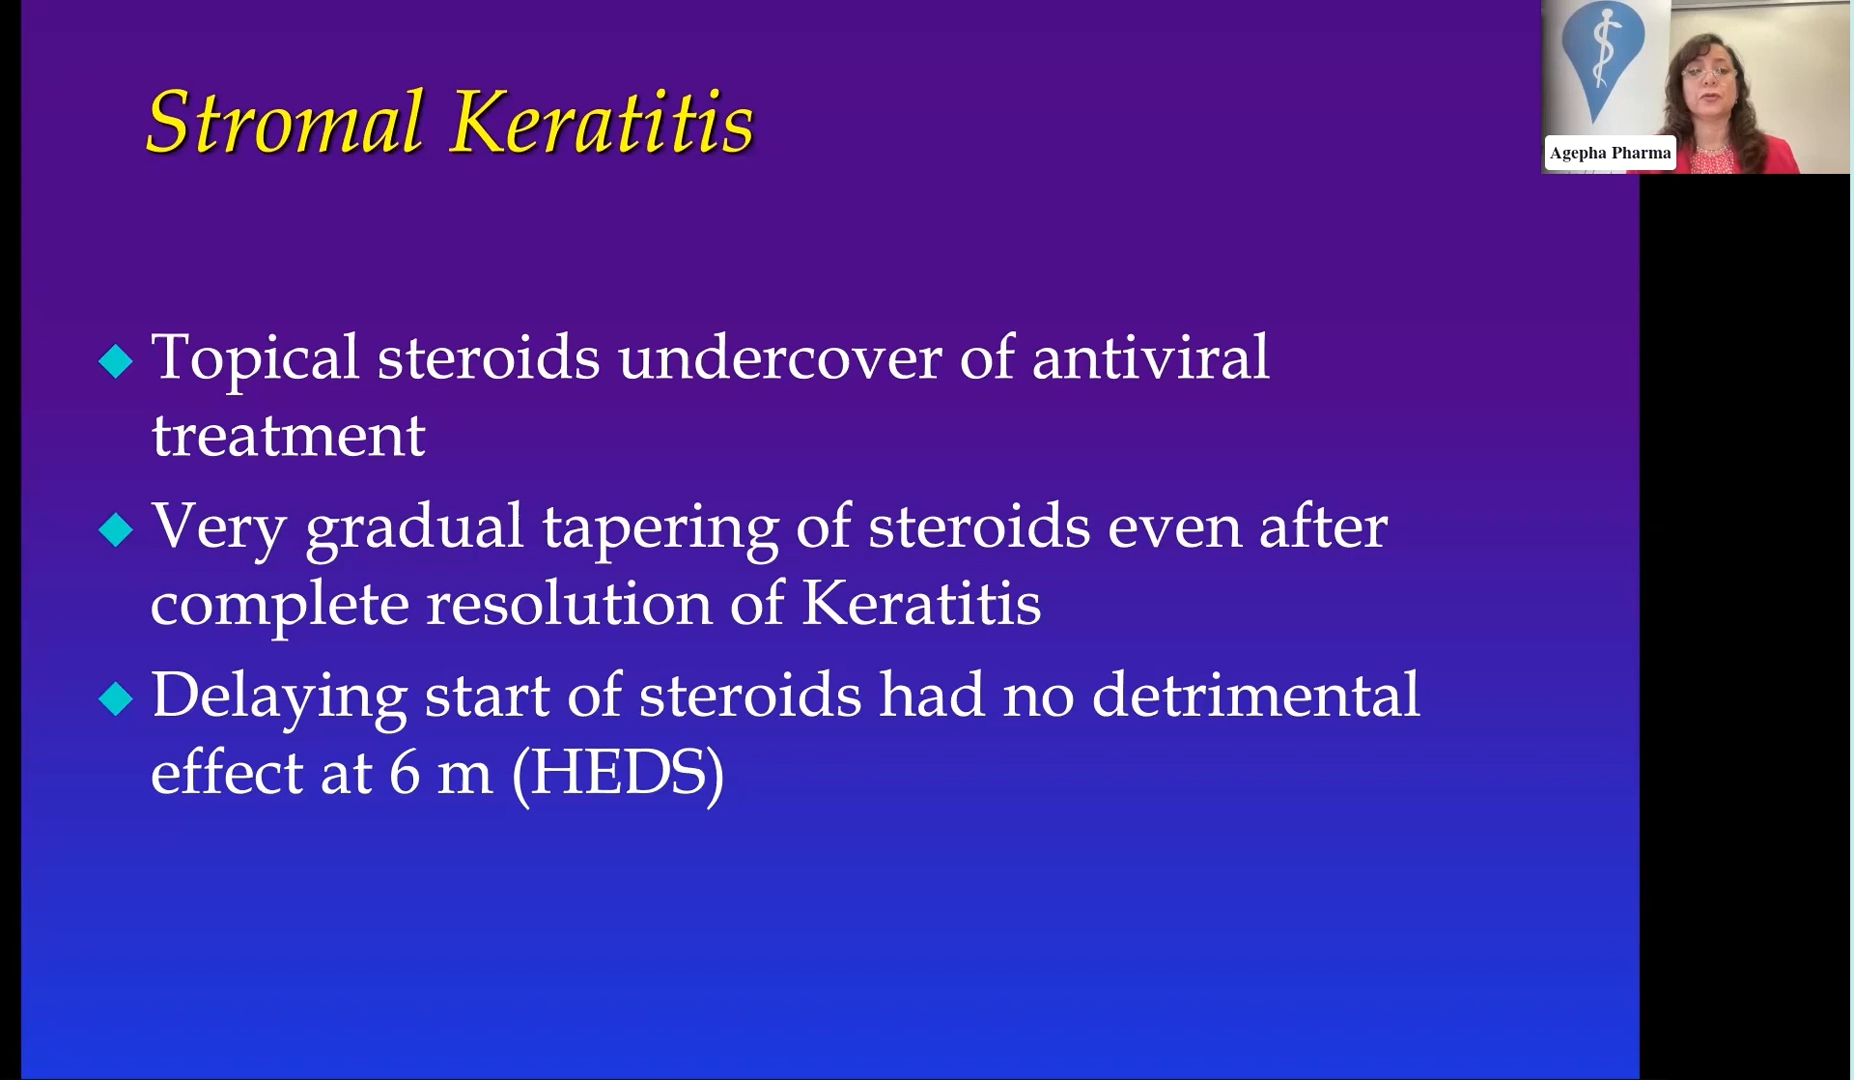 Stromal Keratitis
Agepha Pharma
Topical steroids undercover of antiviral
treatment
Very gradual tapering of steroids even after
complete resolution of Keratitis
Delaying start of steroids had no detrimental
effect at 6 m (HEDS)